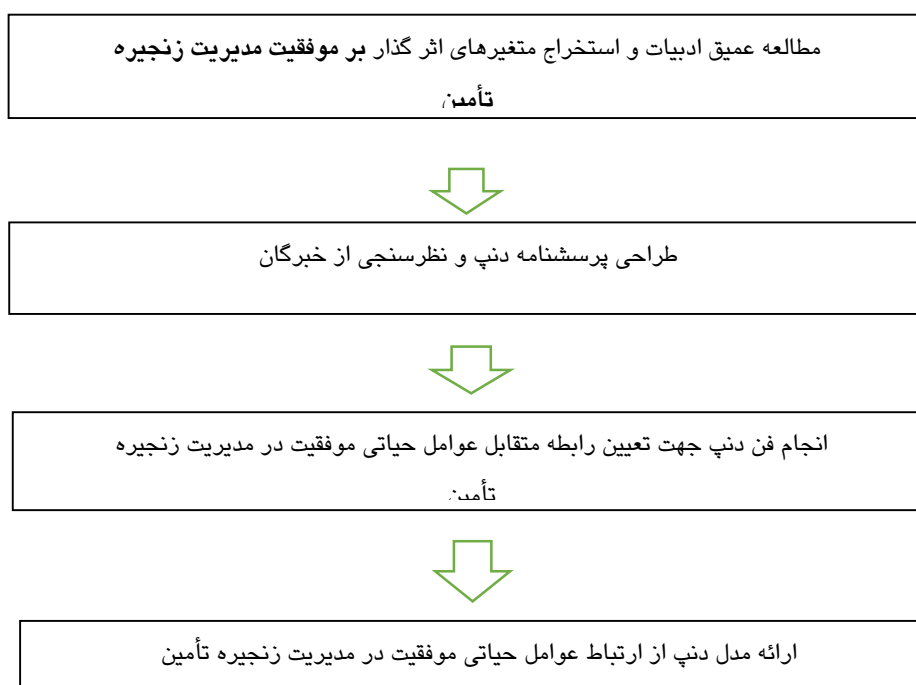 مطالعه عمیق ادبیات و استخراج متغیرهای اثر گذار بر موفقیت مدیریت زنجیره
تأمین
طراحی پرسشنامه دنپ و نظرسنجی از خبرگان
انجام فن دنپ جهت تعیین رابطه متقابل عوامل حیاتی موفقیت در مدیریت زنجیره
تأمین
ارائه مدل دنپ از ارتباط عوامل حیاتی موفقیت در مدیریت زنجیره تأمین